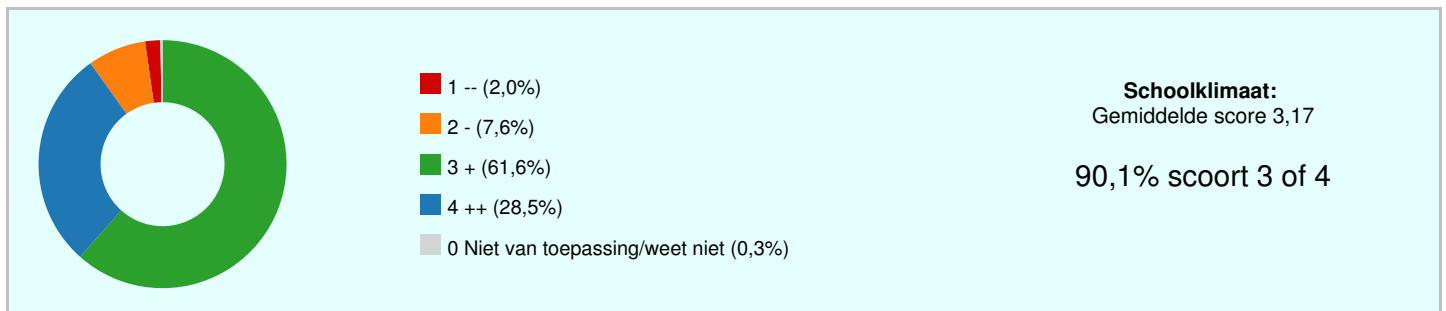 1 -- (2,0%)
2 - (7,6%)
3 + (61,6%)
4 ++ (28,5%)
0 Niet van toepassing/weet niet (0,3%)
Schoolklimaat:
Gemiddelde score 3,17
90,1% scoort 3 of 4